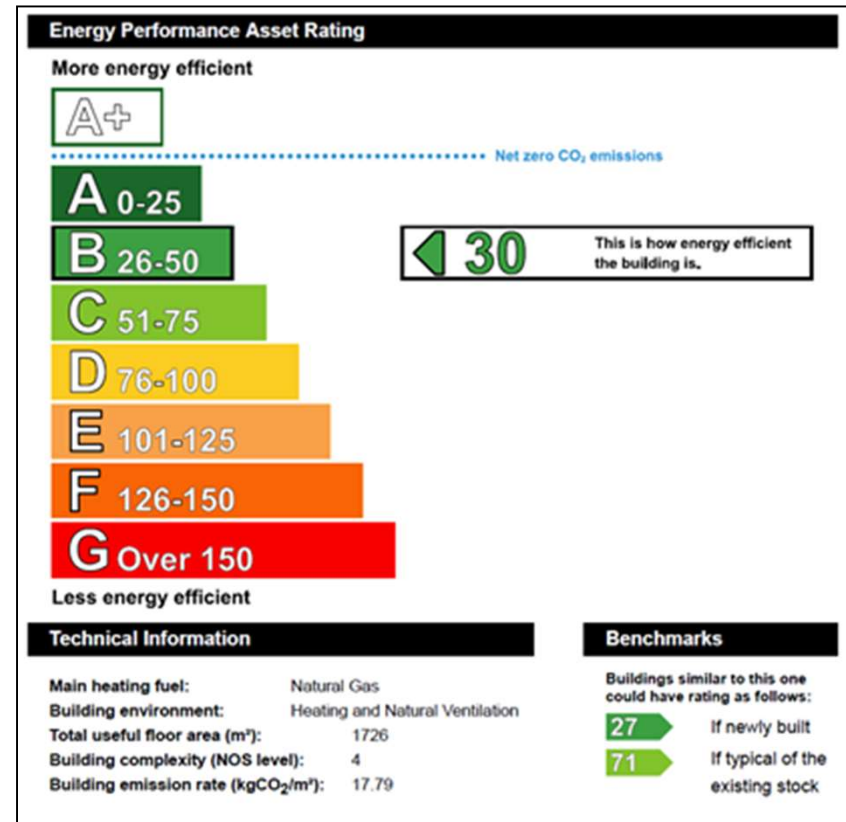 Energy Performance Asset Rating
More energy efficient
A+
Net zero CO₂ emissions
A 0-25
B 26-50
30
This is how energy efficient
the building is.
C 51-75
D 76-100
E 101-125
F 126-150
G Over 150
Less energy efficient
Technical Information
Main heating fuel: Natural Gas
Building environment: Heating and Natural Ventilation
Total useful floor area (m²): 1726
Building complexity (NOS level): 4
Building emission rate (kgCO₂/m²): 17.79
Benchmarks
Buildings similar to this one
could have rating as follows:
27 If newly built
71 If typical of the
existing stock